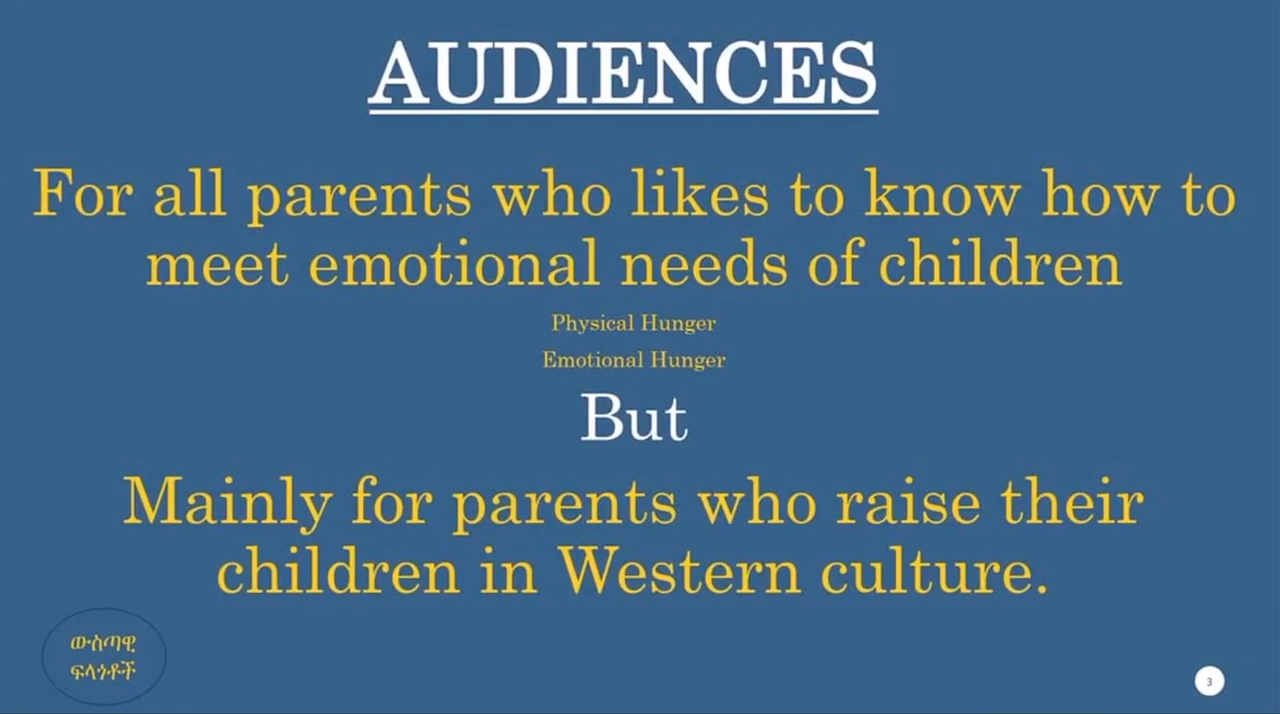 AUDIENCES
For all parents who likes to know how to
meet emotional needs of children
Physical Hunger
Emotional Hunger
But
Mainly for parents who raise their
children in Western culture.
ውስጣዊ
ፍላጎቶች
3